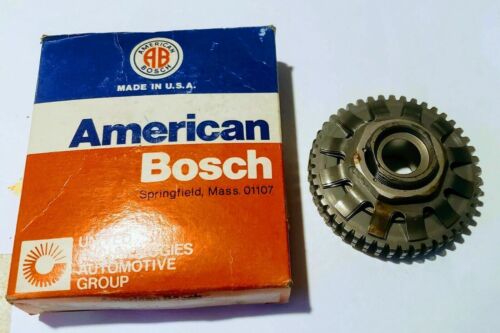 AMERICAN
AB
BOSCH
MADE IN U.S.A.
American
Bosch
Springfield, Mass. 01107
AUTOMOTIVE
GROUP